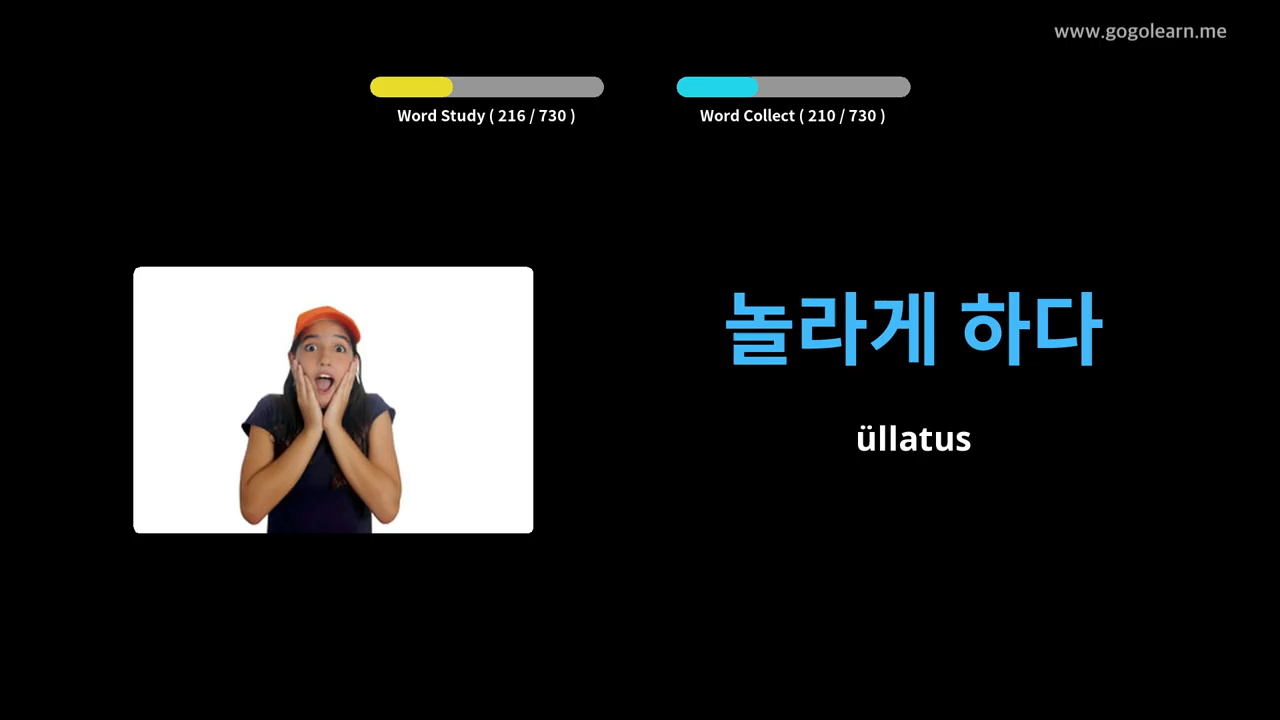 www.gogolearn.me
Word Study ( 216 / 730 )
Word Collect ( 210 / 730 )
놀라게 하다
üllatus